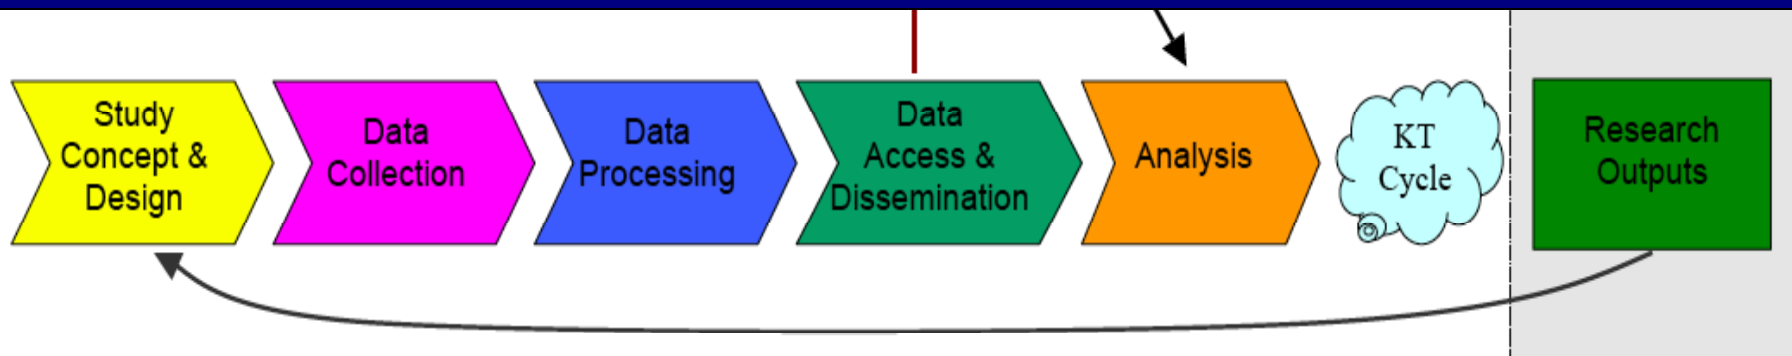 Study
Concept &
Design
Data
Collection
Data
Processing
Data
Access &
Dissemination
Analysis
KT
Cycle
Research
Outputs